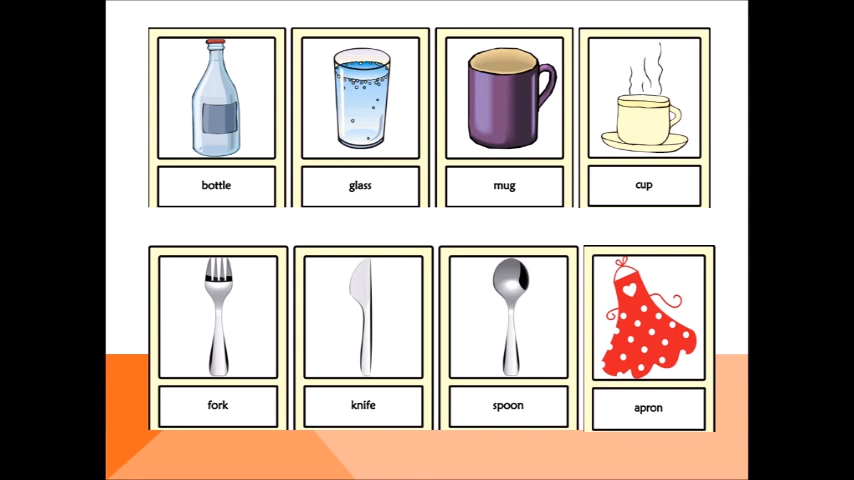 bottle
glass
mug
cup
fork
knife
spoon
apron